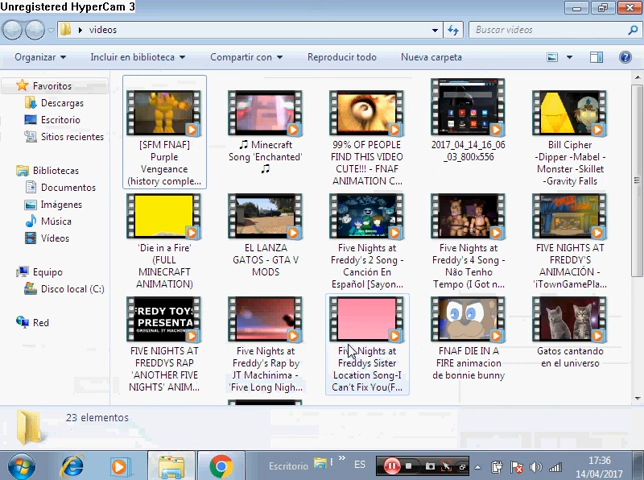 Unregistered HyperCam 3
videos
Buscar videos
Organizar
Incluir en biblioteca
Compartir con
Reproducir todo
Nueva carpeta
Favoritos
Descargas
Escritorio
Sitios recientes
Bibliotecas
Documentos
Imágenes
Música
Vídeos
Equipo
Disco local (C:)
Red
[SFM FNAF]
Purple
Vengeance
(history comple...
♫ Minecraft
Song 'Enchanted' ♫
99% OF PEOPLE
FIND THIS VIDEO
CUTE!!! - FNAF
ANIMATION C...
2017_04_14_16_06
_03_800x556
Bill Cipher
-Dipper -Mabel -
Monster -Skillet
-Gravity Falls
'Die in a Fire'
(FULL
MINECRAFT
ANIMATION)
EL LANZA
GATOS - GTA V
MODS
Five Nights at
Freddy's 2 Song -
Canción En
Español [Sayon...
Five Nights at
Freddy's 4 Song -
Não Tenho
Tempo (I Got n...
FIVE NIGHTS AT
FREDDY'S
ANIMACIÓN -
iTownGamePla...
FREDY TOYS
PRESENTA
FIVE NIGHTS AT
FREDDYS RAP
'ANOTHER FIVE
NIGHTS' ANIM...
Five Nights at
Freddy's Rap by
JT Machinima -
'Five Long Nigh...
Five Nights at
Freddys Sister
Location Song-I
Can't Fix You(F...
FNAF DIE IN A
FIRE animacion
de bonnie bunny
Gatos cantando
en el universo
23 elementos
Escritorio
ES
17:36
14/04/2017